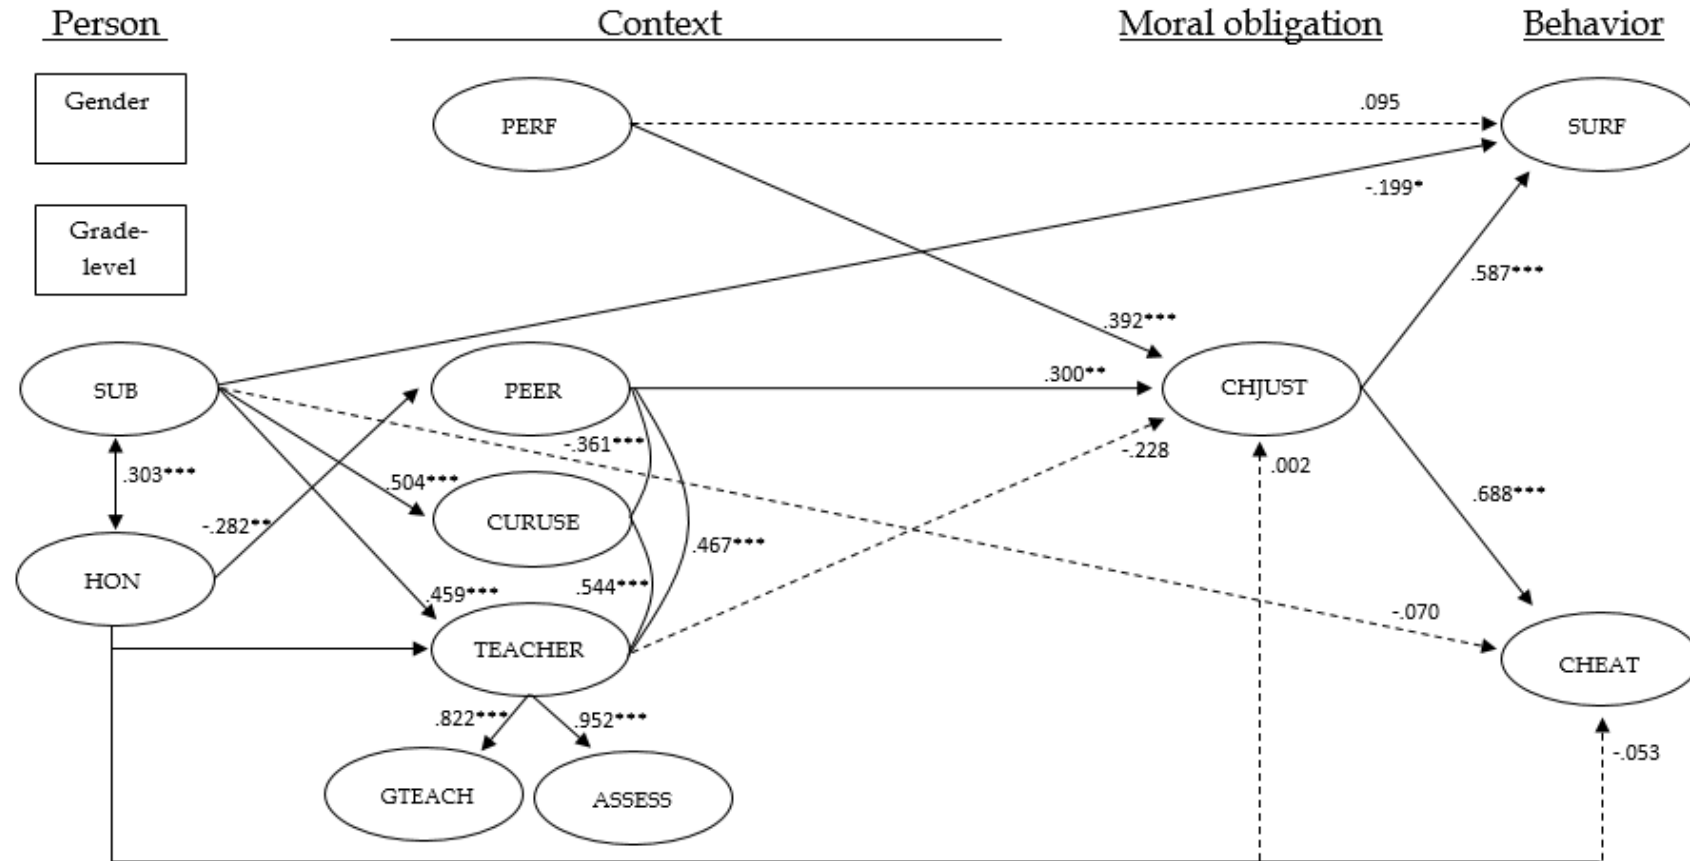 Person
Context
Moral obligation
Behavior
Gender
PERF
.095
SURF
-.199*
Grade-
level
.587***
.392***
SUB
PEER
.300**
CHJUST
-.361***
-.228
.002
.303***
.504***
.688***
-.282**
CURUSE
.467***
HON
.459***
.544***
-.070
TEACHER
CHEAT
.822***
.952***
-.053
GTEACH
ASSESS